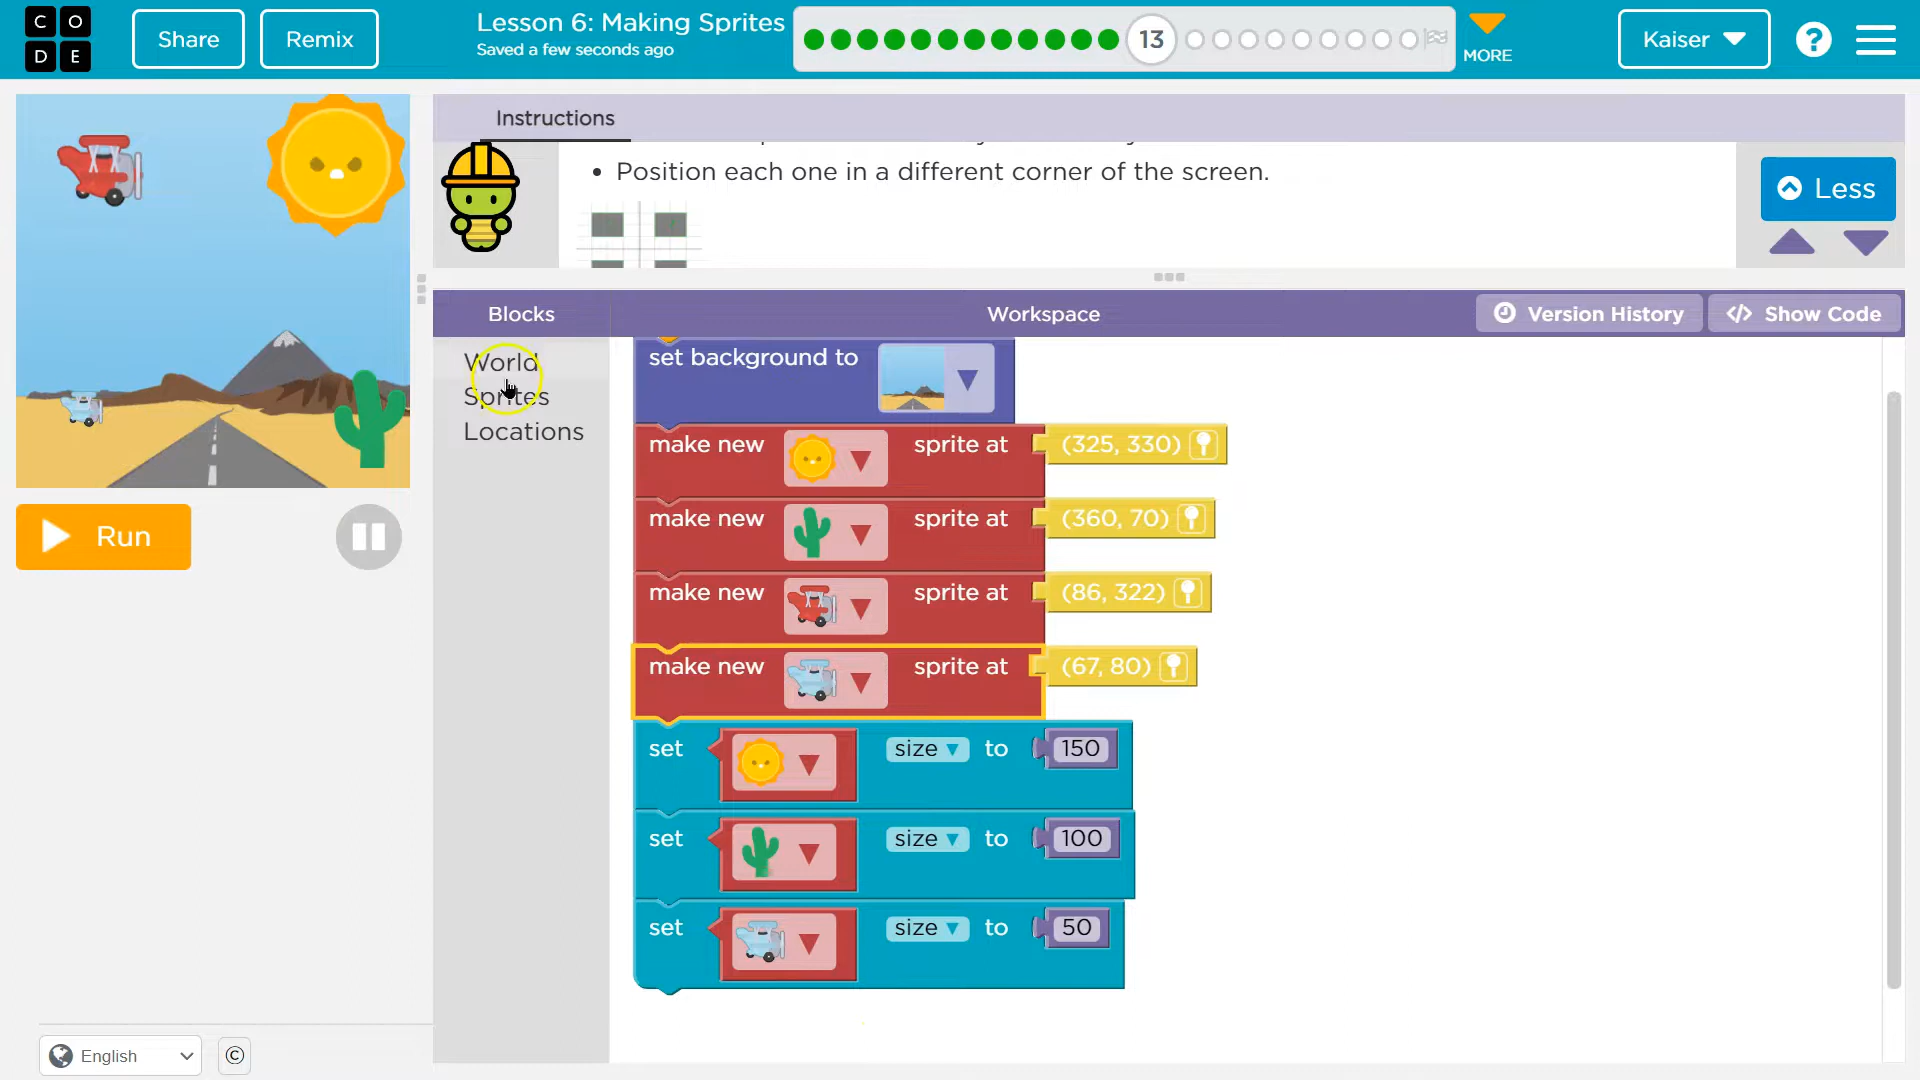 C O
D E
Share
Remix
Lesson 6: Making Sprites
Saved a few seconds ago
13
MORE
Kaiser
?
Instructions
• Position each one in a different corner of the screen.
Less
Blocks
Workspace
Version History
</> Show Code
World
Sprites
Locations
Run
set background to
make new sprite at (325, 330)
make new sprite at (360, 70)
make new sprite at (86, 322)
make new sprite at (67, 80)
set size to 150
set size to 100
set size to 50
English
©